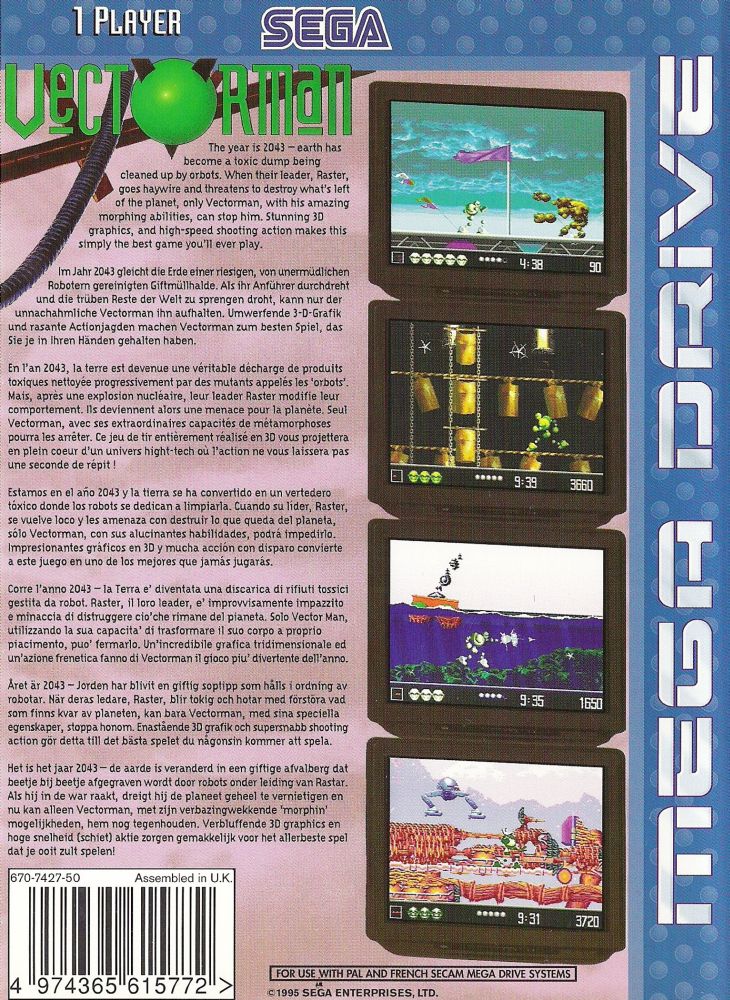 1 PLAYER
SEGA
VECTORMAN
The year is 2043 – earth has
become a toxic dump being
cleaned up by orbots. When their leader, Raster,
goes haywire and threatens to destroy what's left
of the planet, only Vectorman, with his amazing
morphing abilities, can stop him. Stunning 3D
graphics, and high-speed shooting action makes this
simply the best game you'll ever play.
Im Jahr 2043 gleicht die Erde einer riesigen, von unermüdlichen
Robotern gereinigten Giftmüllhalde. Als ihr Anführer durchdreht
und die trüben Reste der Welt zu sprengen droht, kann nur der
unnachahmliche Vectorman ihn aufhalten. Umwerfende 3-D-Grafik
und rasante Actionjagden machen Vectorman zum besten Spiel, das
Sie je in Ihren Händen gehalten haben.
En l'an 2043, la terre est devenue une véritable décharge de produits
toxiques nettoyée progressivement par des mutants appelés les 'orbots'.
Mais, après une explosion nucléaire, leur leader Raster modifie leur
comportement. Ils deviennent alors une menace pour la planète. Seul
Vectorman, avec ses extraordinaires capacités de métamorphoses
pourra les arrêter. Ce jeu de tir entièrement réalisé en 3D vous projettera
en plein coeur d'un univers hight-tech où l'action ne vous laissera pas
une seconde de répit !
Estamos en el año 2043 y la tierra se ha convertido en un vertedero
tóxico donde los robots se dedican a limpiarla. Cuando su líder, Raster,
se vuelve loco y les amenaza con destruir lo que queda del planeta,
sólo Vectorman, con sus alucinantes habilidades, podrá impedirlo.
Impresionantes gráficos en 3D y mucha acción con disparo convierte
a este juego en uno de los mejores que jamás jugarás.
Corre l'anno 2043 – la Terra e' diventata una discarica di rifiuti tossici
gestita da robot. Raster, il loro leader, e' improvvisamente impazzito
e minaccia di distruggere cio'che rimane del pianeta. Solo Vector Man,
utilizzando la sua capacita' di trasformare il suo corpo a proprio
piacimento, puo' fermarlo. Un'incredibile grafica tridimensionale ed
un'azione frenetica fanno di Vectorman il gioco piu' divertente dell'anno.
Året är 2043 – Jorden har blivit en giftig soptipp som hålls i ordning av
robotar. När deras ledare, Raster, blir tokig och hotar med förstöra vad
som finns kvar av planeten, kan bara Vectorman, med sina speciella
egenskaper, stoppa honom. Enastående 3D grafik och supersnabb shooting
action gör detta till det bästa spelet du någonsin kommer att spela.
Het is het jaar 2043 – de aarde is veranderd in een giftige afvalberg dat
beetje bij beetje afgegraven wordt door robots onder leiding van Rastar.
Als hij in de war raakt, dreigt hij de planeet geheel te vernietigen en
nu kan alleen Vectorman, met zijn verbazingwekkende 'morphin'
mogelijkheden, hem nog tegenhouden. Verbluffende 3D graphics en
hoge snelheid (schiet) aktie zorgen gemakkelijk voor het allerbeste spel
dat je ooit zult spelen!
4:38 90
9:39 3660
9:35 1650
9:31 3720
MEGA DRIVE
670-7427-50 Assembled in U.K.
4 974365 615772 >
FOR USE WITH PAL AND FRENCH SECAM MEGA DRIVE SYSTEMS
©1995 SEGA ENTERPRISES, LTD.